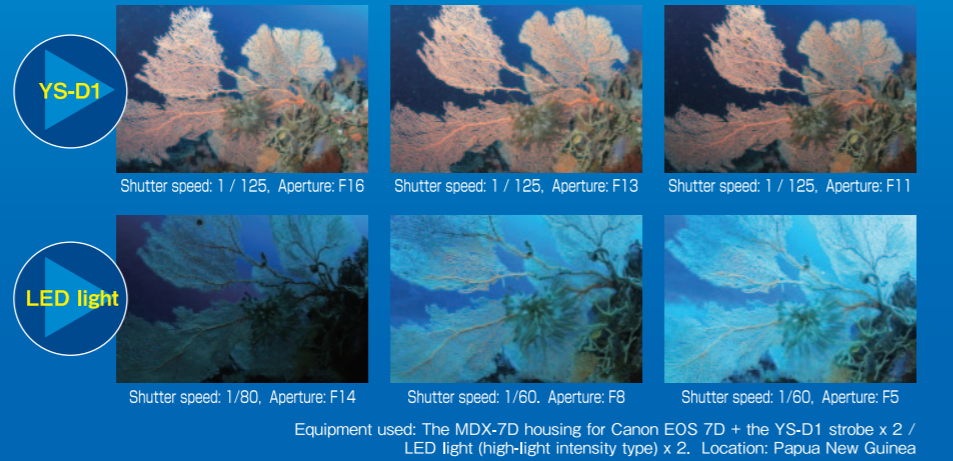 YS-D1
Shutter speed: 1 / 125, Aperture: F16
Shutter speed: 1 / 125, Aperture: F13
Shutter speed: 1 / 125, Aperture: F11
LED light
Shutter speed: 1/80, Aperture: F14
Shutter speed: 1/60. Aperture: F8
Shutter speed: 1/60, Aperture: F5
Equipment used: The MDX-7D housing for Canon EOS 7D + the YS-D1 strobe x 2 /
LED light (high-light intensity type) x 2. Location: Papua New Guinea